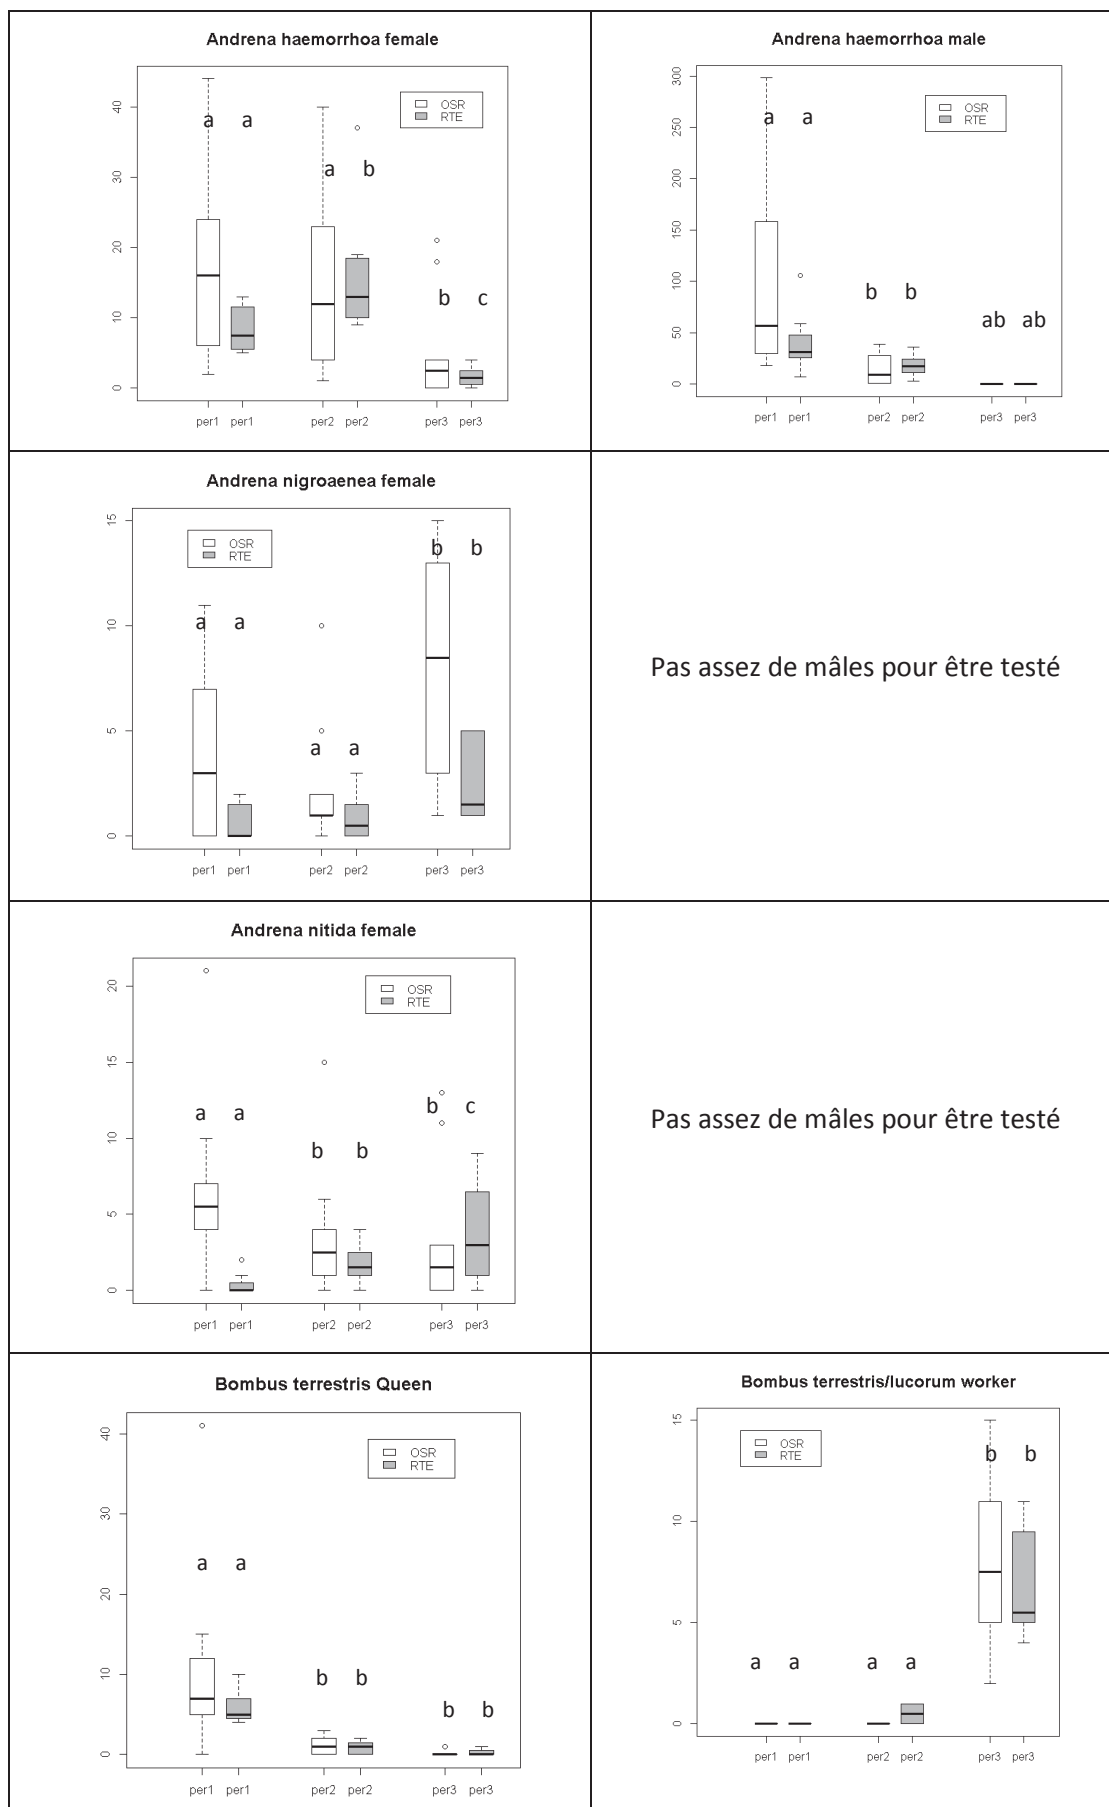 Andrena haemorrhoa female
40
30
20
10
0
OSR
RTE
a a
a b
b c
per1 per1 per2 per2 per3 per3
Andrena haemorrhoa male
300
250
200
150
100
50
0
OSR
RTE
a a
b b
ab ab
per1 per1 per2 per2 per3 per3
Andrena nigroaenea female
15
10
5
0
OSR
RTE
b b
a a
a a
per1 per1 per2 per2 per3 per3
Pas assez de mâles pour être testé
Andrena nitida female
20
15
10
5
0
OSR
RTE
a a
b c
b b
per1 per1 per2 per2 per3 per3
Pas assez de mâles pour être testé
Bombus terrestris Queen
40
30
20
10
0
OSR
RTE
a a
b b
b b
per1 per1 per2 per2 per3 per3
Bombus terrestris/lucorum worker
15
10
5
0
OSR
RTE
b b
a a a a
per1 per1 per2 per2 per3 per3